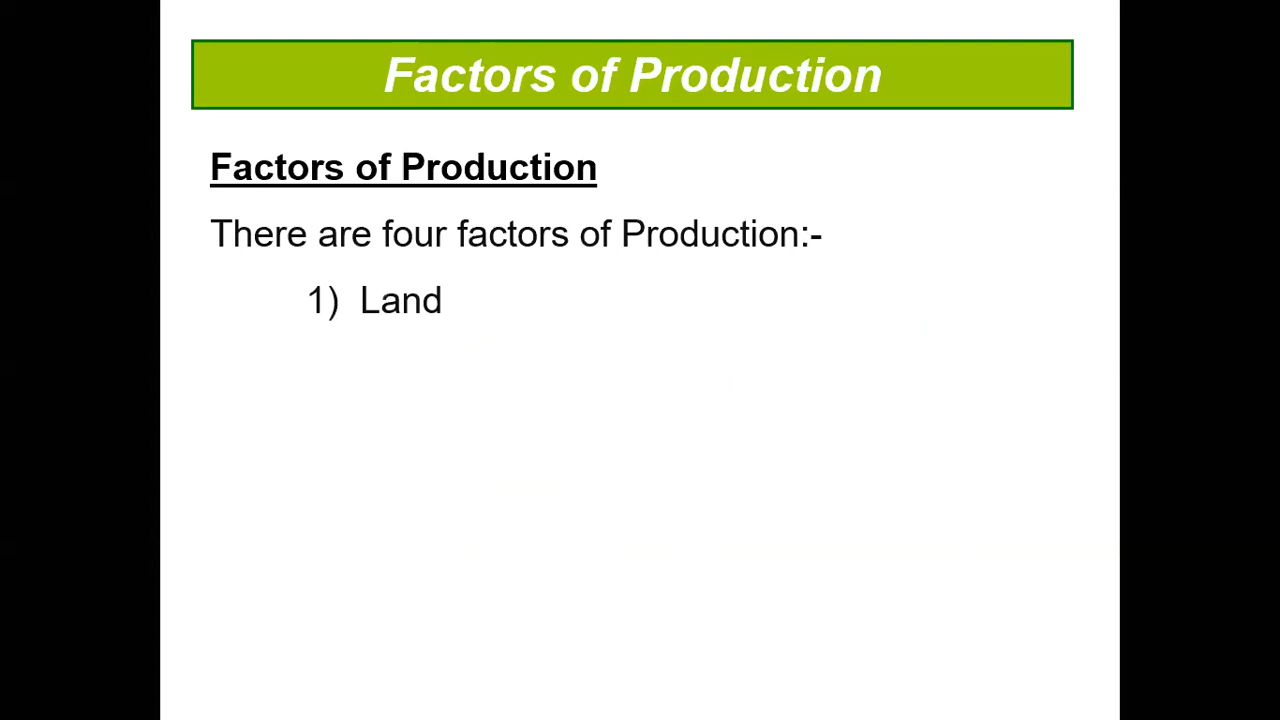 Factors of Production
Factors of Production
There are four factors of Production:-
1) Land